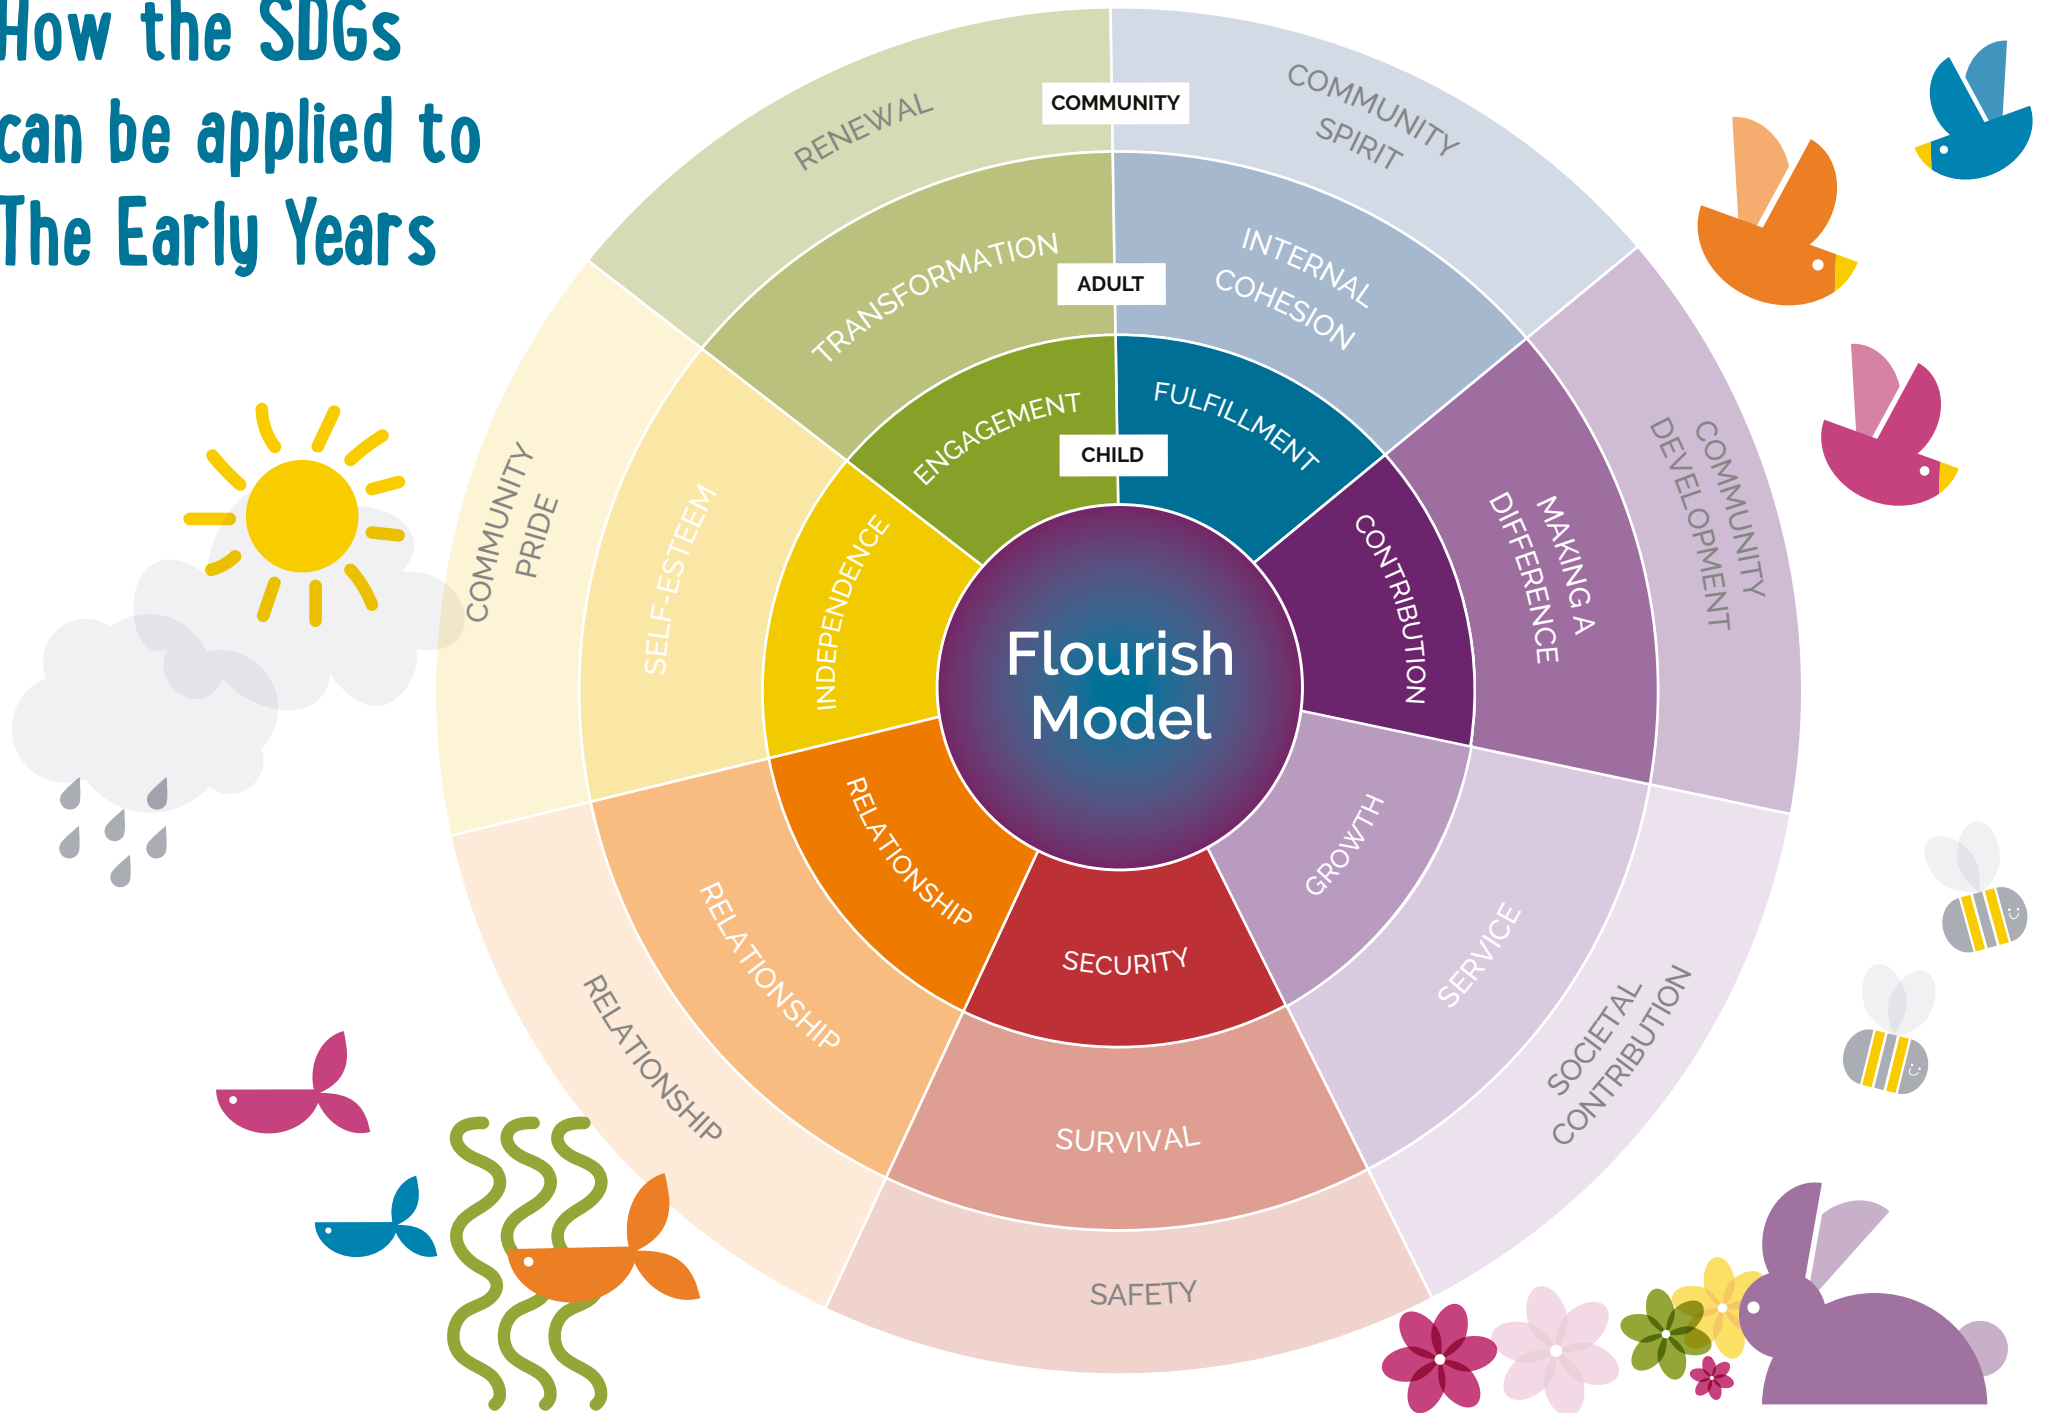 How the SDGs
can be applied to
The Early Years
COMMUNITY
ADULT
CHILD
RENEWAL
COMMUNITY
SPIRIT
COMMUNITY
DEVELOPMENT
SOCIETAL
CONTRIBUTION
SAFETY
RELATIONSHIP
COMMUNITY
PRIDE
TRANSFORMATION
INTERNAL
COHESION
MAKING A
DIFFERENCE
SERVICE
SURVIVAL
RELATIONSHIP
SELF-ESTEEM
ENGAGEMENT
FULFILLMENT
CONTRIBUTION
GROWTH
SECURITY
RELATIONSHIP
INDEPENDENCE
Flourish
Model